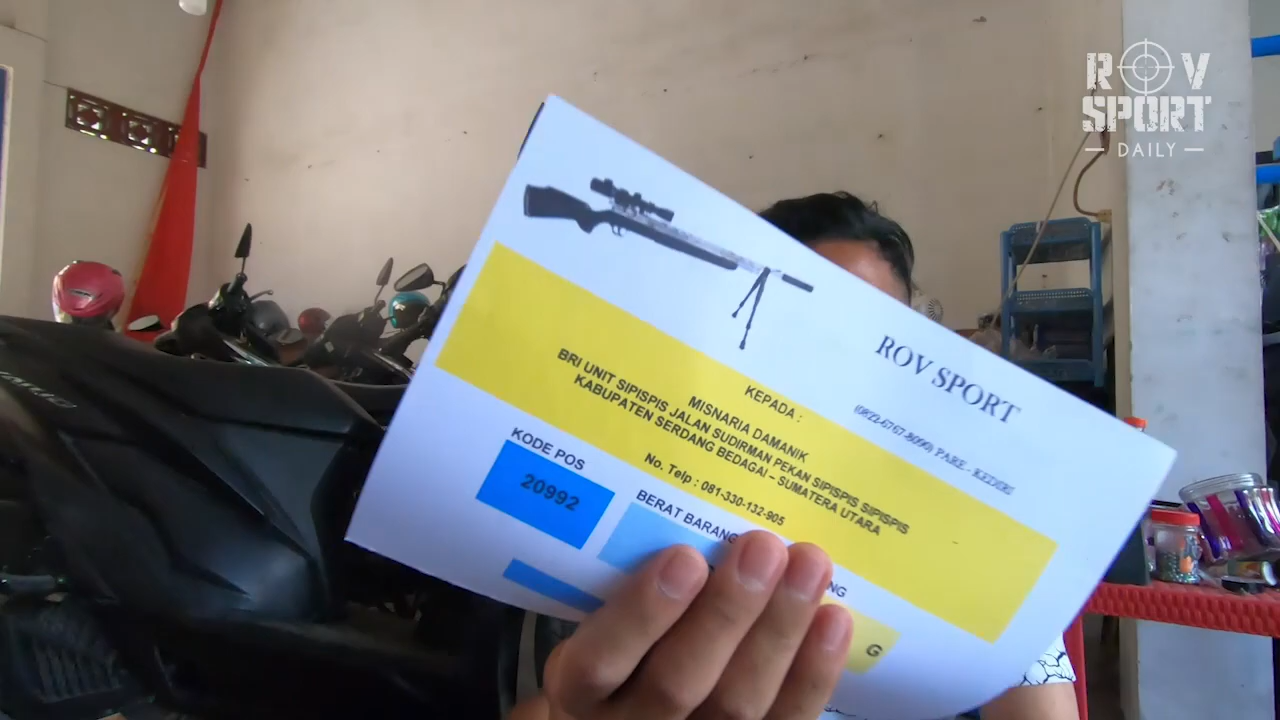 ROV
SPORT
DAILY
ROV SPORT
(0822-6767-8099) PARE - KEDIRI
KEPADA :
MISNARIA DAMANIK
BRI UNIT SIPISPIS JALAN SUDIRMAN PEKAN SIPISPIS SIPISPIS
KABUPATEN SERDANG BEDAGAI – SUMATERA UTARA
No. Telp : 081-330-132-905
KODE POS
20992
BERAT BARANG
G